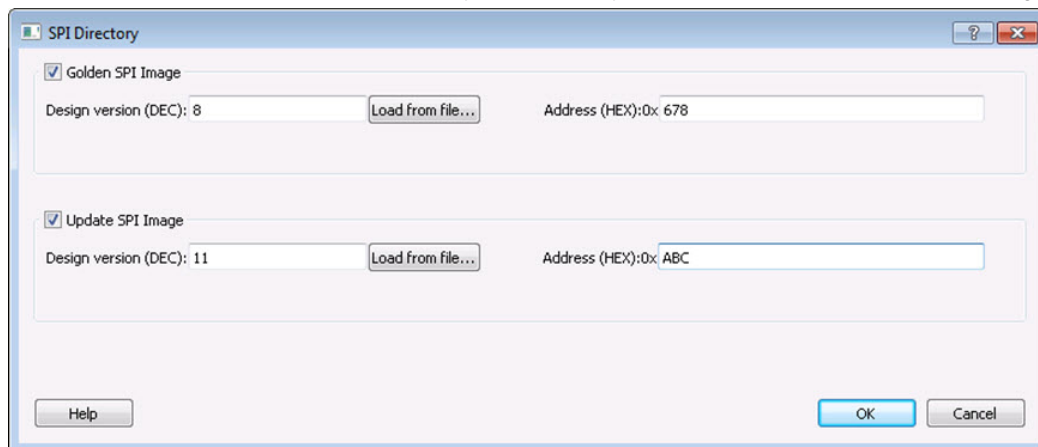 SPI Directory
Golden SPI Image
Design version (DEC): 8 Load from file... Address (HEX):0x 678
Update SPI Image
Design version (DEC): 11 Load from file... Address (HEX):0x ABC
Help OK Cancel